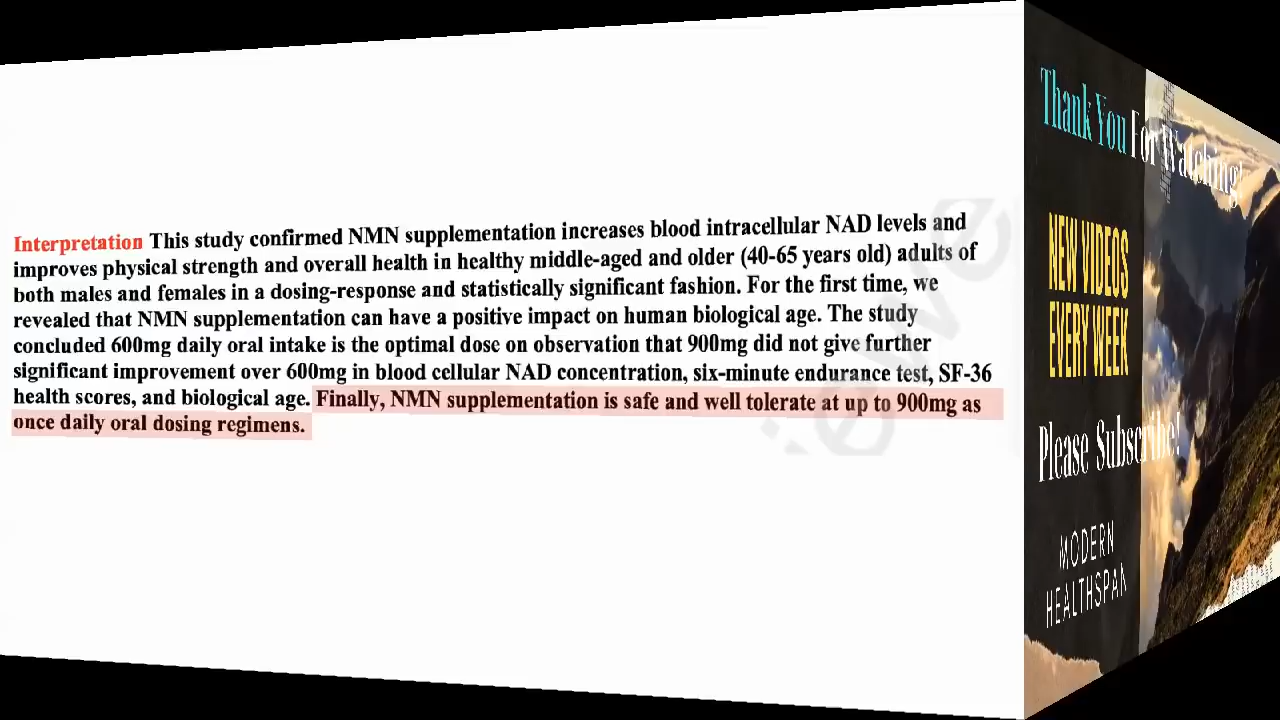 Interpretation This study confirmed NMN supplementation increases blood intracellular NAD levels and
improves physical strength and overall health in healthy middle-aged and older (40-65 years old) adults of
both males and females in a dosing-response and statistically significant fashion. For the first time, we
revealed that NMN supplementation can have a positive impact on human biological age. The study
concluded 600mg daily oral intake is the optimal dose on observation that 900mg did not give further
significant improvement over 600mg in blood cellular NAD concentration, six-minute endurance test, SF-36
health scores, and biological age. Finally, NMN supplementation is safe and well tolerate at up to 900mg as
once daily oral dosing regimens.
Thank You For Watching!
NEW VIDEOS
EVERY WEEK
Please Subscribe!
MODERN
HEALTHSPAN